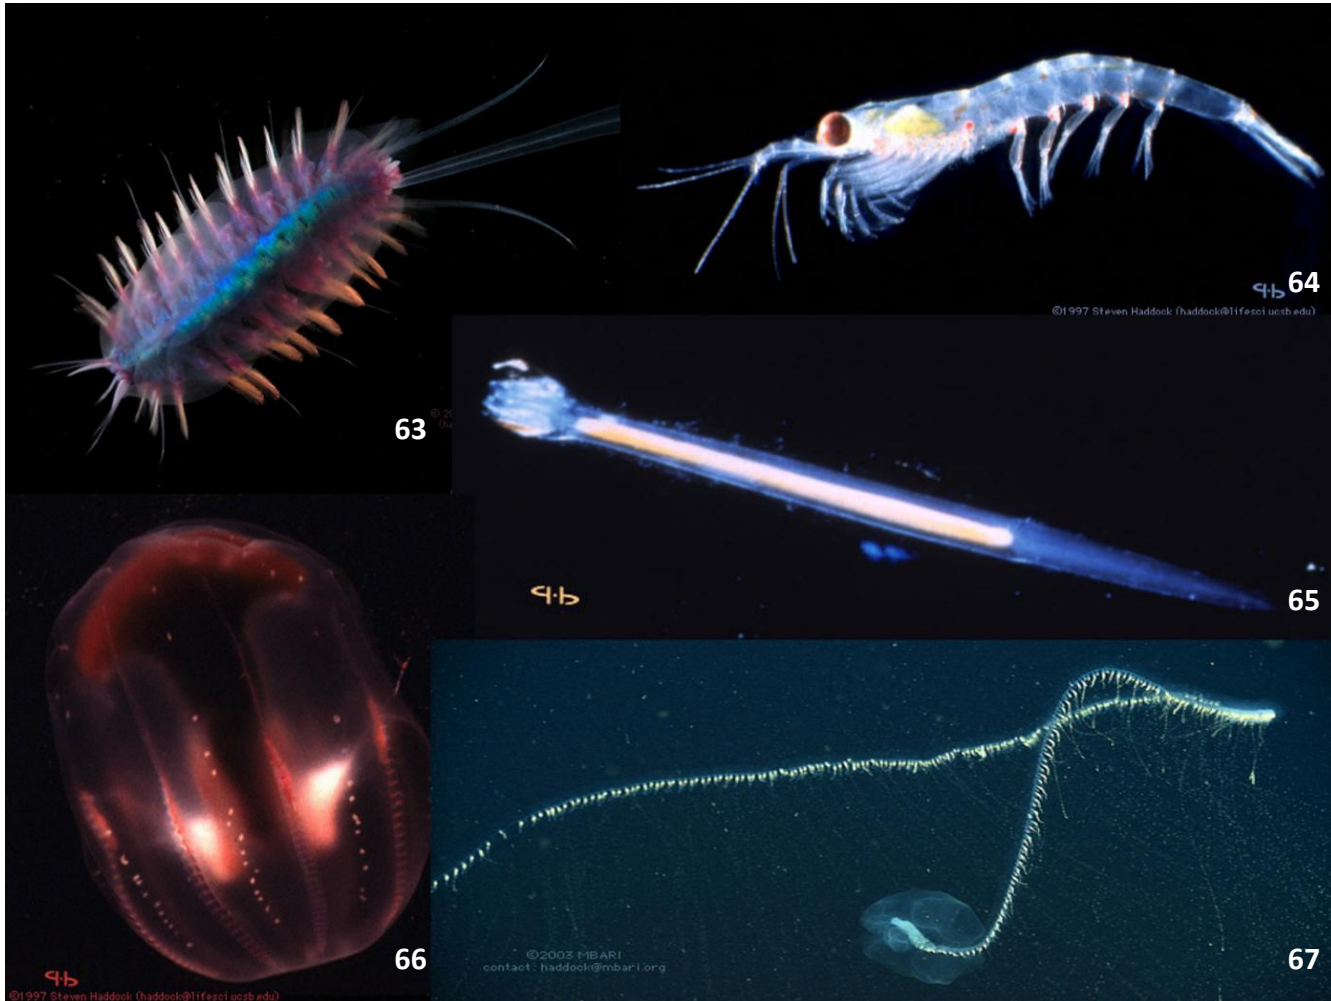 63
64
©1997 Steven Haddock (haddock@lifesci.ucsb.edu)
65
66
©1997 Steven Haddock (haddock@lifesci.ucsb.edu)
67
©2003 MBARI
contact: haddock@mbari.org